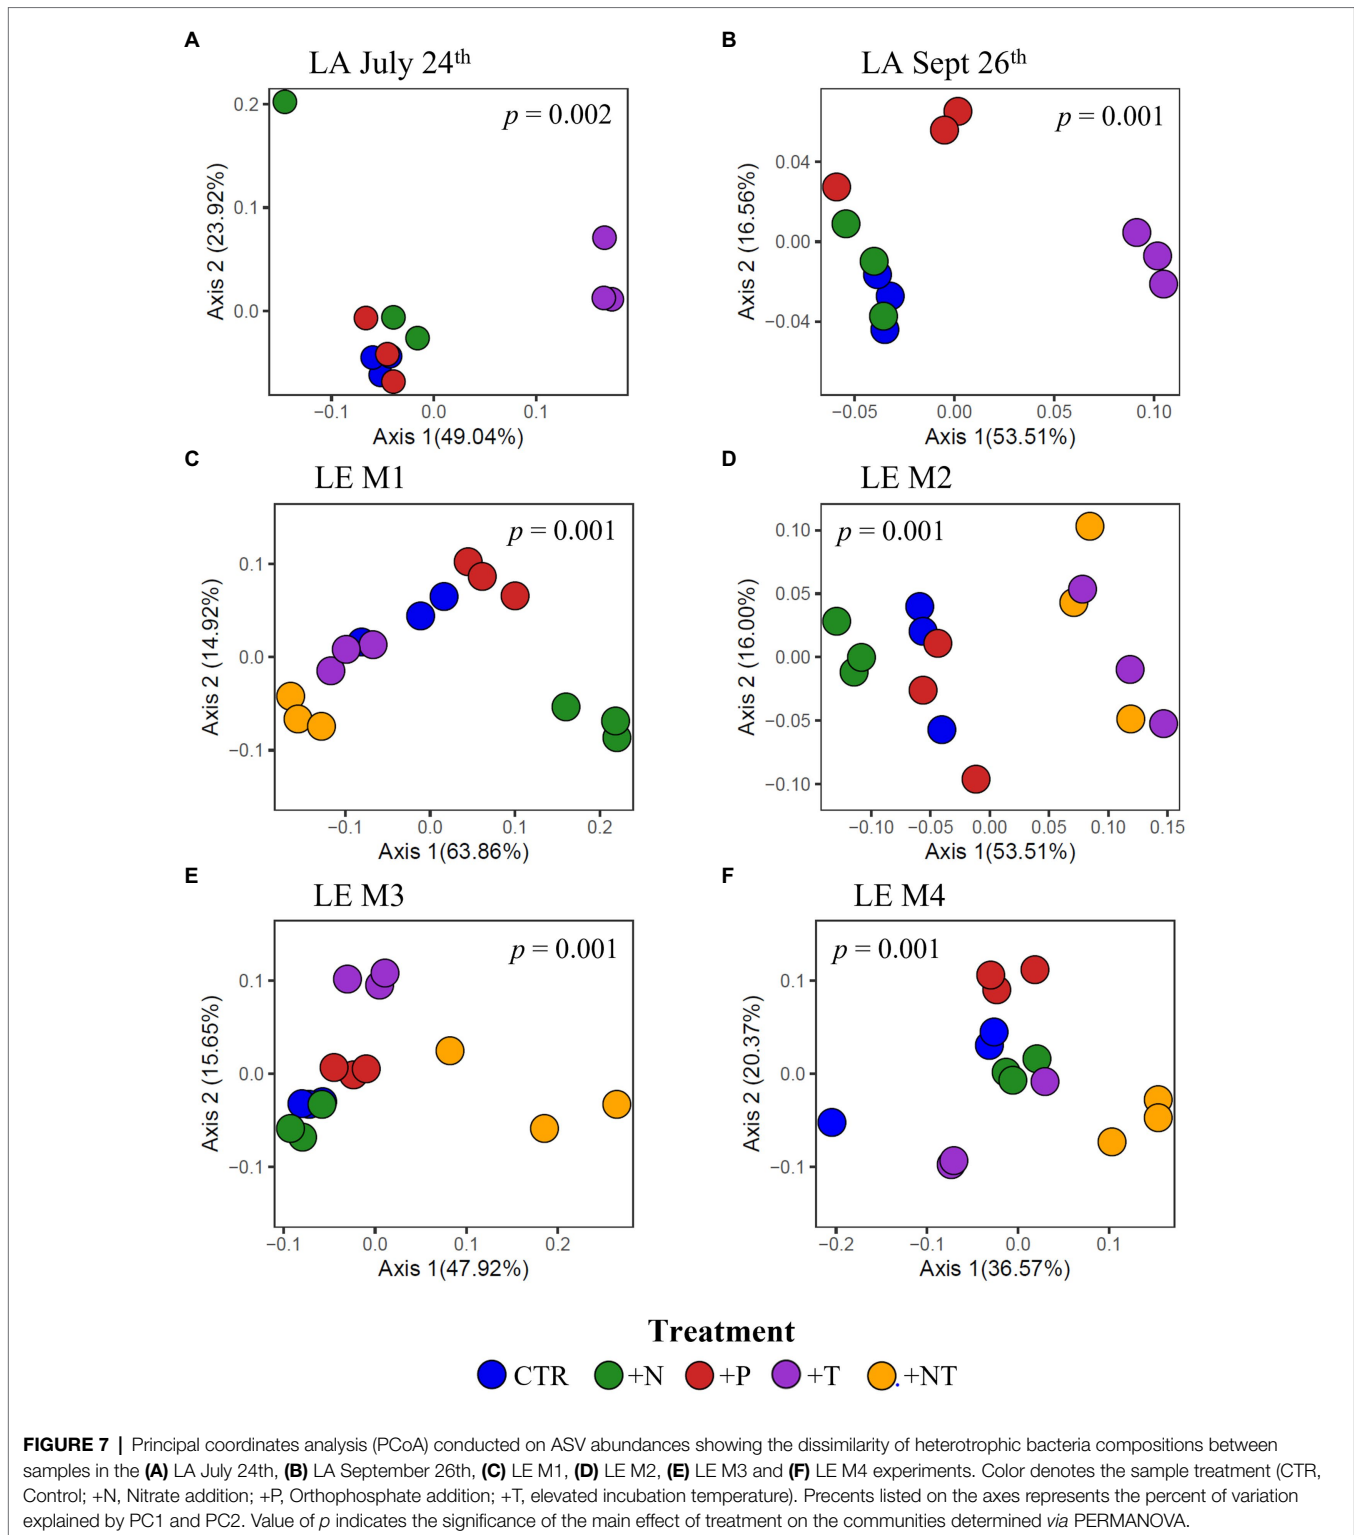 A
LA July 24th
p = 0.002
0.2
0.1
0.0
Axis 2 (23.92%)
−0.1 0.0 0.1
Axis 1(49.04%)
B
LA Sept 26th
p = 0.001
0.04
0.00
−0.04
Axis 2 (16.56%)
−0.05 0.00 0.05 0.10
Axis 1(53.51%)
C
LE M1
p = 0.001
0.1
0.0
−0.1
Axis 2 (14.92%)
−0.1 0.0 0.1 0.2
Axis 1(63.86%)
D
LE M2
p = 0.001
0.10
0.05
0.00
−0.05
−0.10
Axis 2 (16.00%)
−0.10 −0.05 0.00 0.05 0.10 0.15
Axis 1(53.51%)
E
LE M3
p = 0.001
0.1
0.0
−0.1
Axis 2 (15.65%)
−0.1 0.0 0.1 0.2
Axis 1(47.92%)
F
LE M4
p = 0.001
0.1
0.0
−0.1
Axis 2 (20.37%)
−0.2 −0.1 0.0 0.1
Axis 1(36.57%)
Treatment
CTR +N +P +T +NT
FIGURE 7 | Principal coordinates analysis (PCoA) conducted on ASV abundances showing the dissimilarity of heterotrophic bacteria compositions between
samples in the (A) LA July 24th, (B) LA September 26th, (C) LE M1, (D) LE M2, (E) LE M3 and (F) LE M4 experiments. Color denotes the sample treatment (CTR,
Control; +N, Nitrate addition; +P, Orthophosphate addition; +T, elevated incubation temperature). Precents listed on the axes represents the percent of variation
explained by PC1 and PC2. Value of p indicates the significance of the main effect of treatment on the communities determined via PERMANOVA.